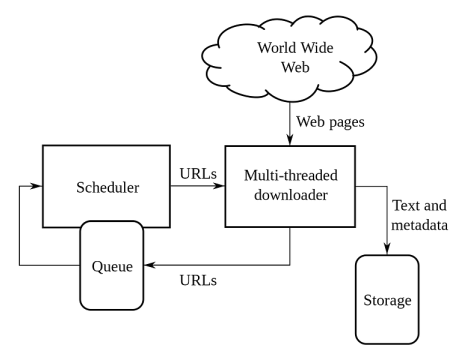 World Wide
Web
Web pages
Scheduler
URLs
Multi-threaded
downloader
Text and
metadata
Queue
URLs
Storage